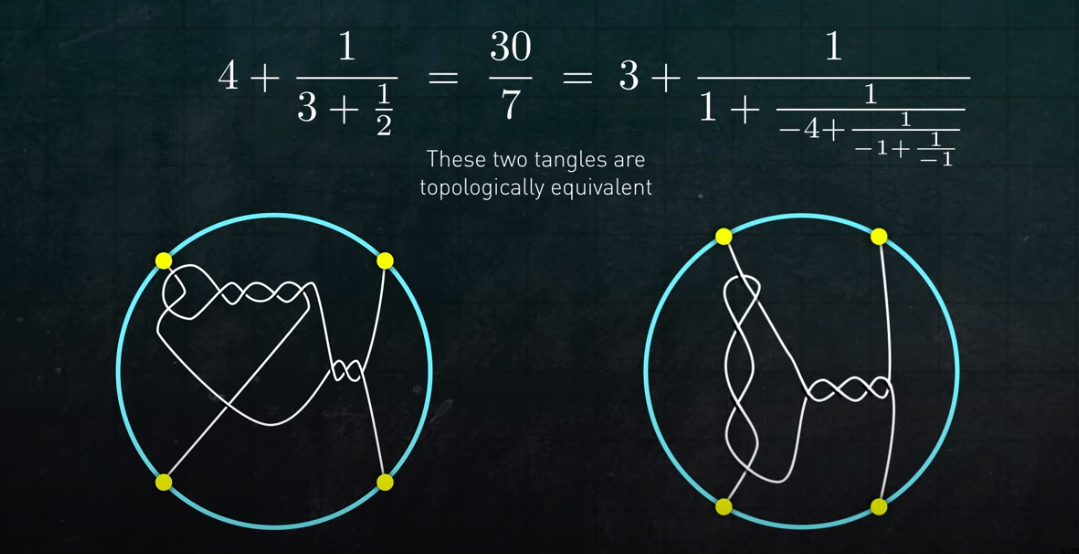 4 + 1/(3 + 1/2) = 30/7 = 3 + 1/(1 + 1/(−4 + 1/(−1 + 1/−1)))
These two tangles are
topologically equivalent